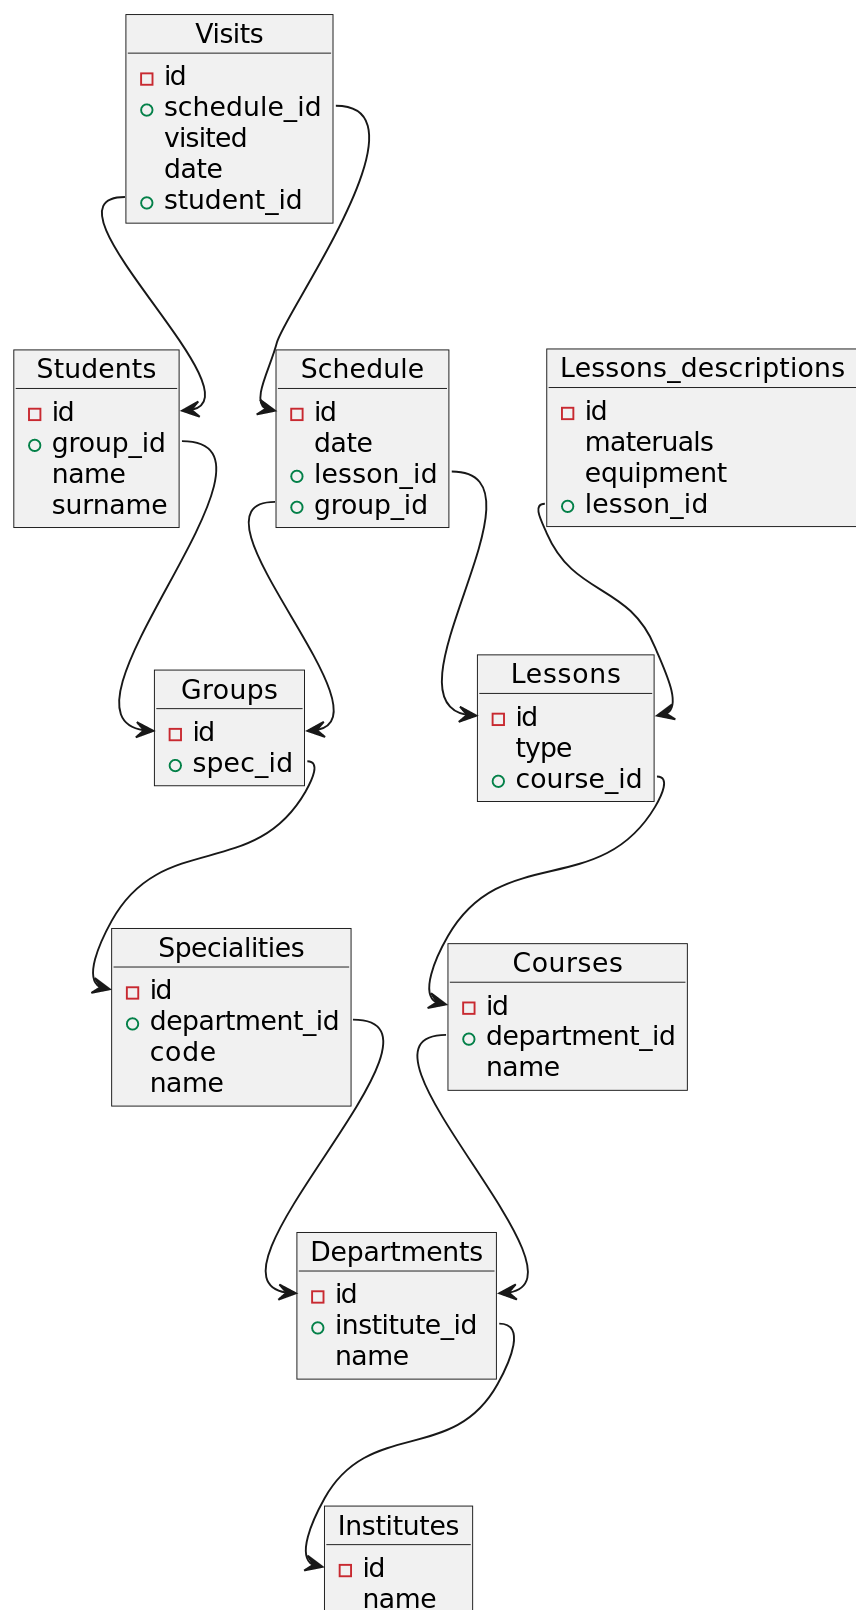 Visits
id
schedule_id
visited
date
student_id
Students
id
group_id
name
surname
Schedule
id
date
lesson_id
group_id
Lessons_descriptions
id
materuals
equipment
lesson_id
Groups
id
spec_id
Lessons
id
type
course_id
Specialities
id
department_id
code
name
Courses
id
department_id
name
Departments
id
institute_id
name
Institutes
id
name